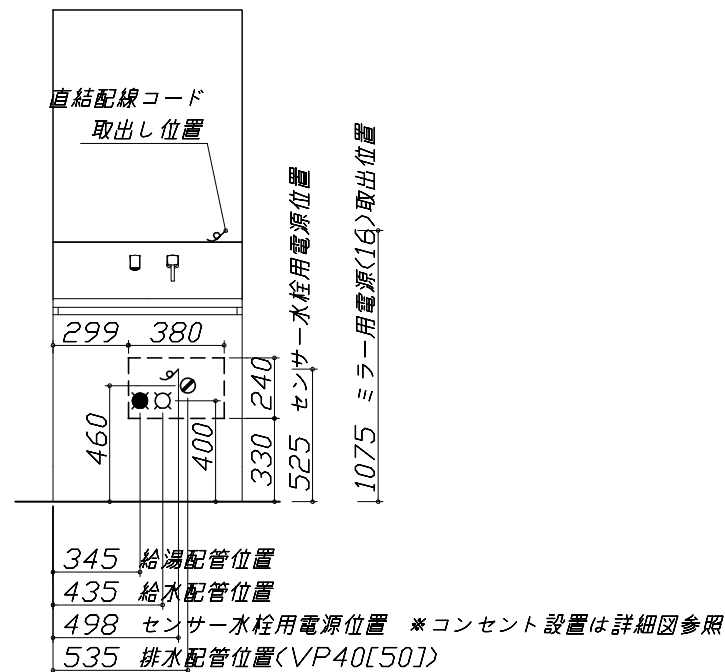 直結配線コード
取出し位置
299
380
240
330
460
400
525 センサー水栓用電源位置
1075 ミラー用電源(16)取出位置
345 給湯配管位置
435 給水配管位置
498 センサー水栓用電源位置 ※コンセント設置は詳細図参照
535 排水配管位置(VP40[50])